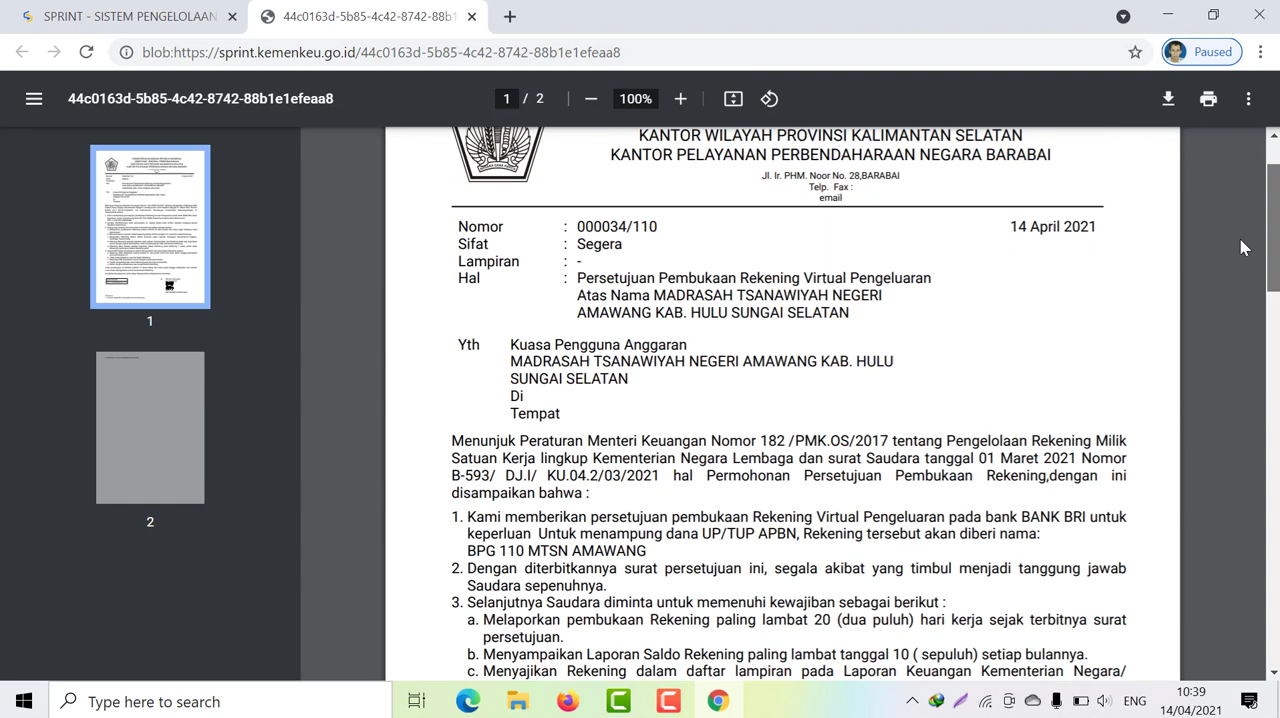 SPRINT - SISTEM PENGELOLAAN
44c0163d-5b85-4c42-8742-88b1
blob:https://sprint.kemenkeu.go.id/44c0163d-5b85-4c42-8742-88b1e1efeaa8
Paused
44c0163d-5b85-4c42-8742-88b1e1efeaa8
1 / 2
100%
1
2
KANTOR WILAYAH PROVINSI KALIMANTAN SELATAN
KANTOR PELAYANAN PERBENDAHARAAN NEGARA BARABAI
Jl. Ir. PHM. Noor No. 28,BARABAI
Telp. Fax :
email
Nomor : 000034/110 14 April 2021
Sifat : Segera
Lampiran : -
Hal : Persetujuan Pembukaan Rekening Virtual Pengeluaran
Atas Nama MADRASAH TSANAWIYAH NEGERI
AMAWANG KAB. HULU SUNGAI SELATAN
Yth Kuasa Pengguna Anggaran
MADRASAH TSANAWIYAH NEGERI AMAWANG KAB. HULU
SUNGAI SELATAN
Di
Tempat
Menunjuk Peraturan Menteri Keuangan Nomor 182 /PMK.OS/2017 tentang Pengelolaan Rekening Milik
Satuan Kerja lingkup Kementerian Negara Lembaga dan surat Saudara tanggal 01 Maret 2021 Nomor
B-593/ DJ.I/ KU.04.2/03/2021 hal Permohonan Persetujuan Pembukaan Rekening,dengan ini
disampaikan bahwa :
1. Kami memberikan persetujuan pembukaan Rekening Virtual Pengeluaran pada bank BANK BRI untuk
keperluan Untuk menampung dana UP/TUP APBN, Rekening tersebut akan diberi nama:
BPG 110 MTSN AMAWANG
2. Dengan diterbitkannya surat persetujuan ini, segala akibat yang timbul menjadi tanggung jawab
Saudara sepenuhnya.
3. Selanjutnya Saudara diminta untuk memenuhi kewajiban sebagai berikut :
a. Melaporkan pembukaan Rekening paling lambat 20 (dua puluh) hari kerja sejak terbitnya surat
persetujuan.
b. Menyampaikan Laporan Saldo Rekening paling lambat tanggal 10 ( sepuluh) setiap bulannya.
c. Menyajikan Rekening dalam daftar lampiran pada Laporan Keuangan Kementerian Negara/
Type here to search
ENG
10:39
14/04/2021